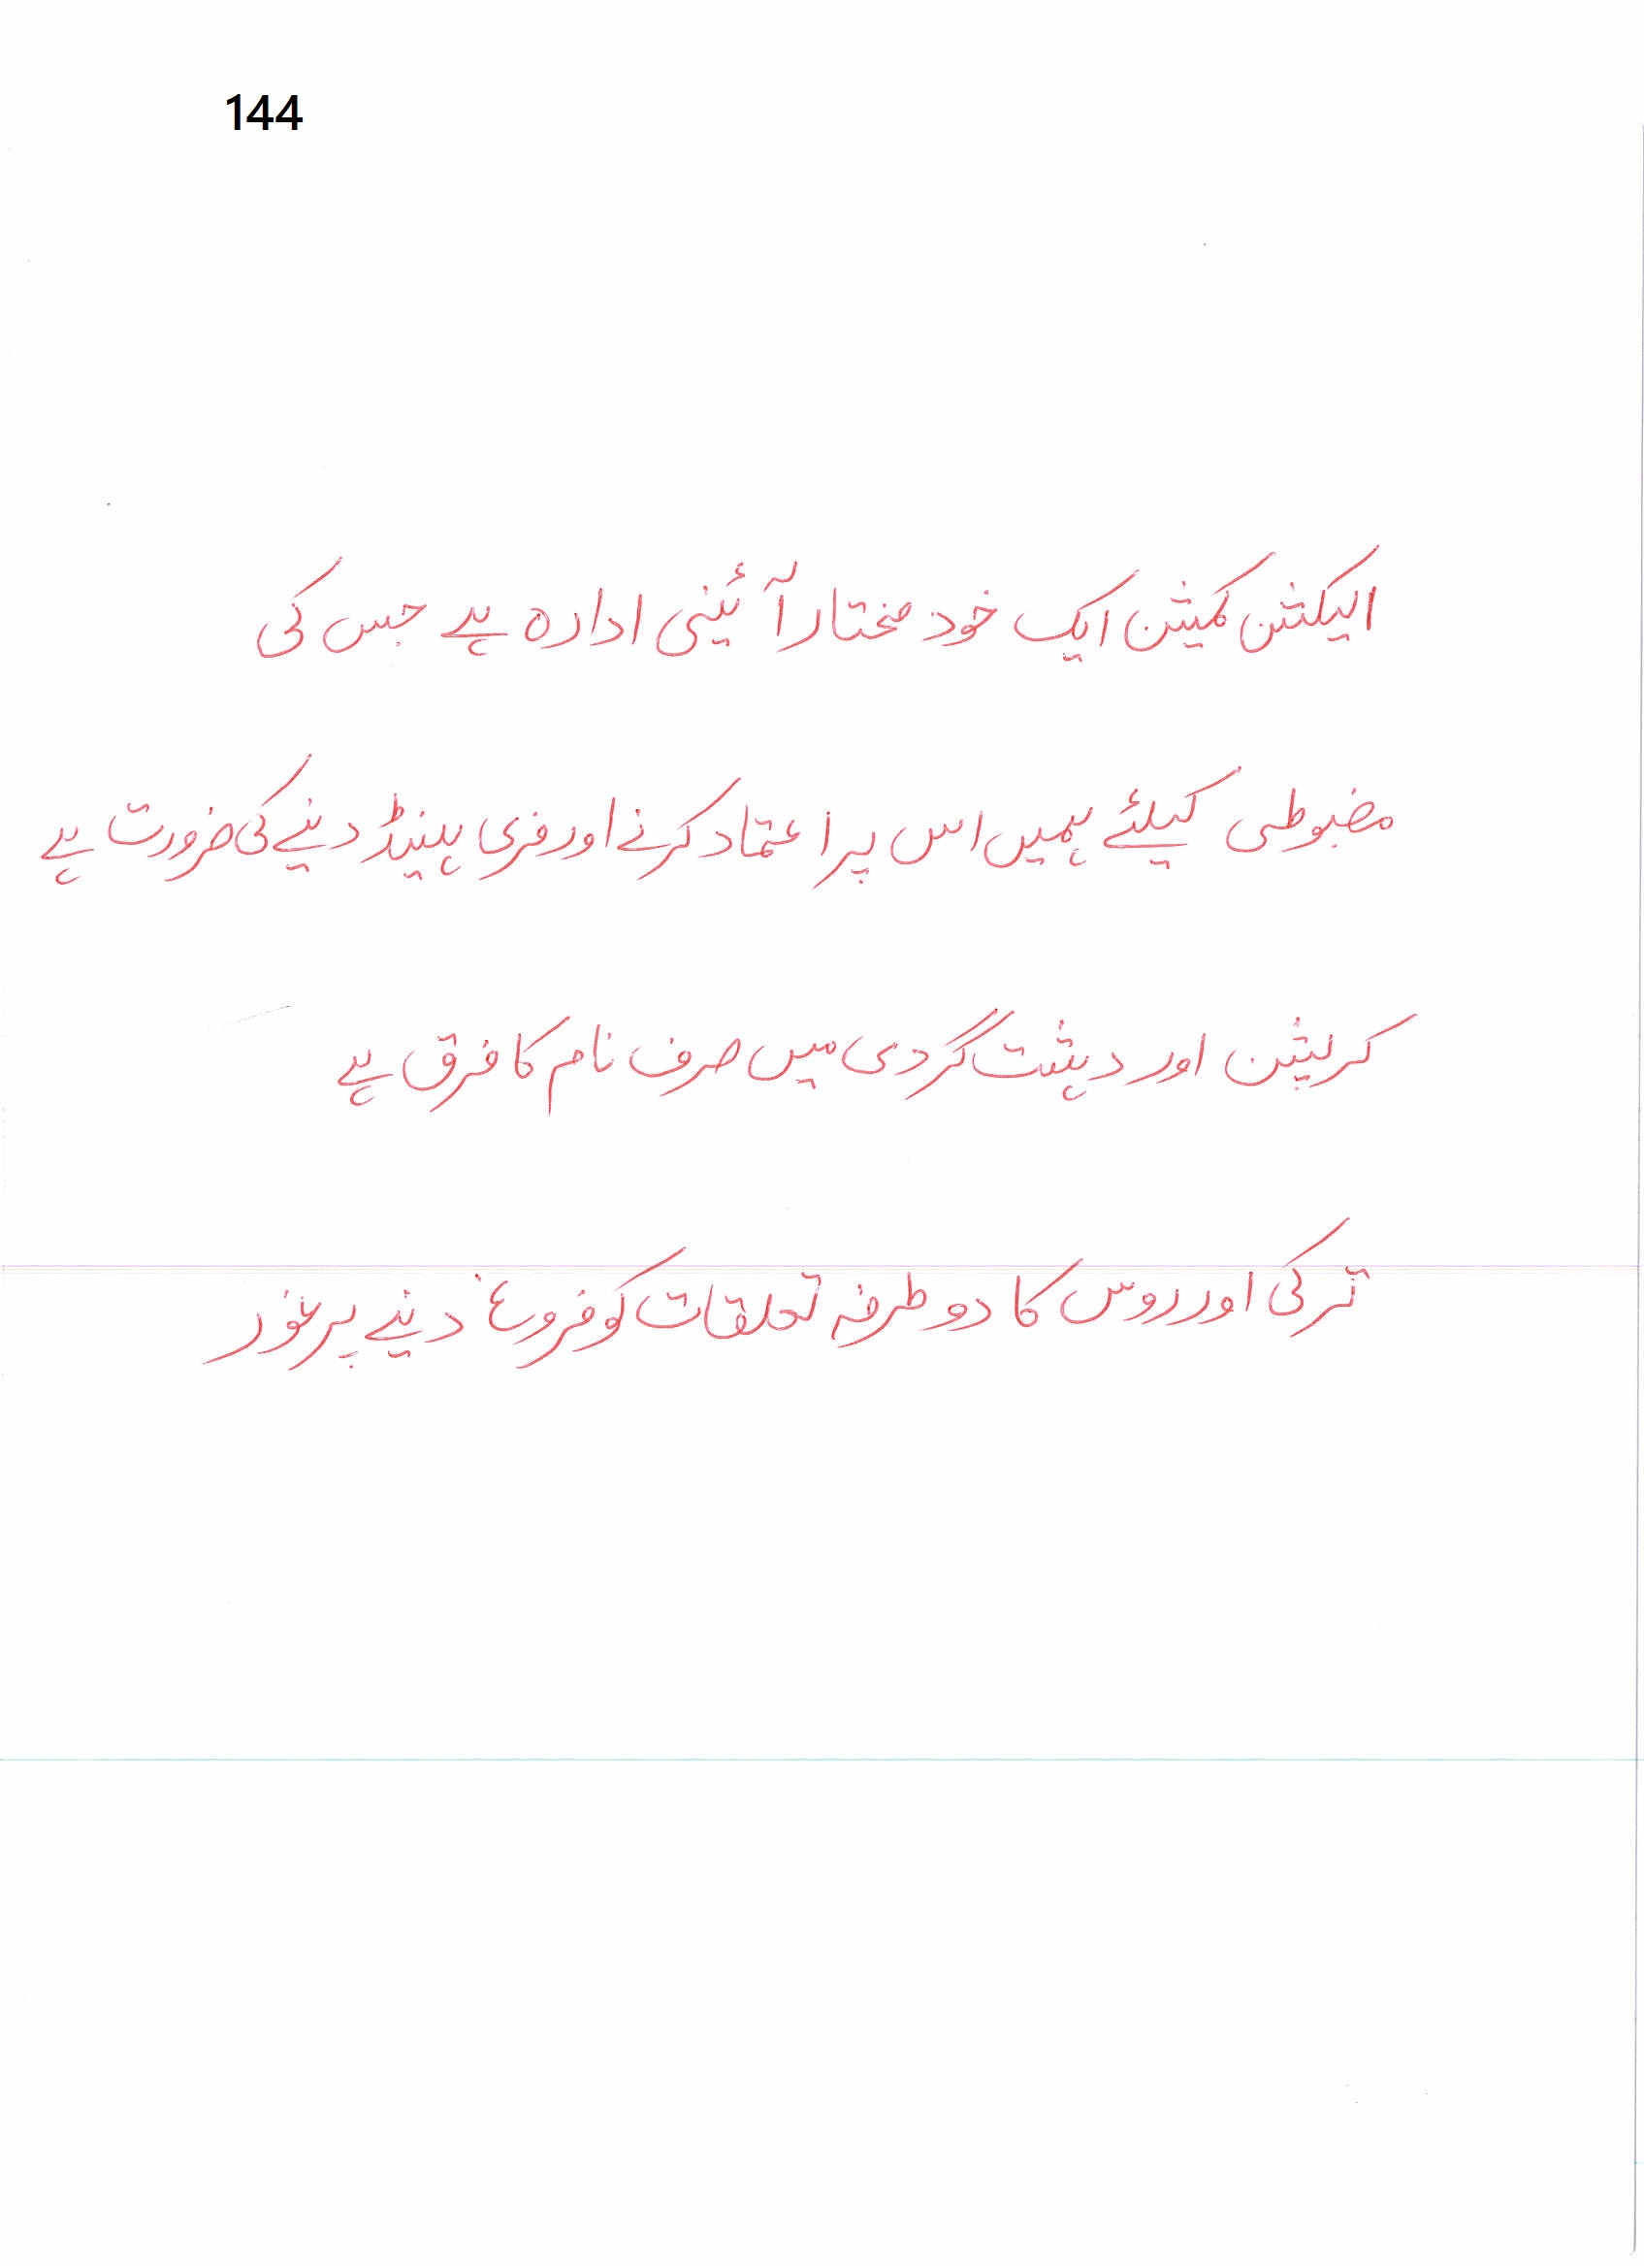 144
الیکشن کمیشن ایک خود مختار آئینی ادارہ ہے جس کی
مضبوطی کیلئے ہمیں اس پر اعتماد کرنے اور فری ہینڈ دینے کی ضرورت ہے
کرپشن اور دہشت گردی میں صرف نام کا فرق ہے
ترکی اور روس کا دو طرفہ تعلقات کو فروغ دینے پر غور